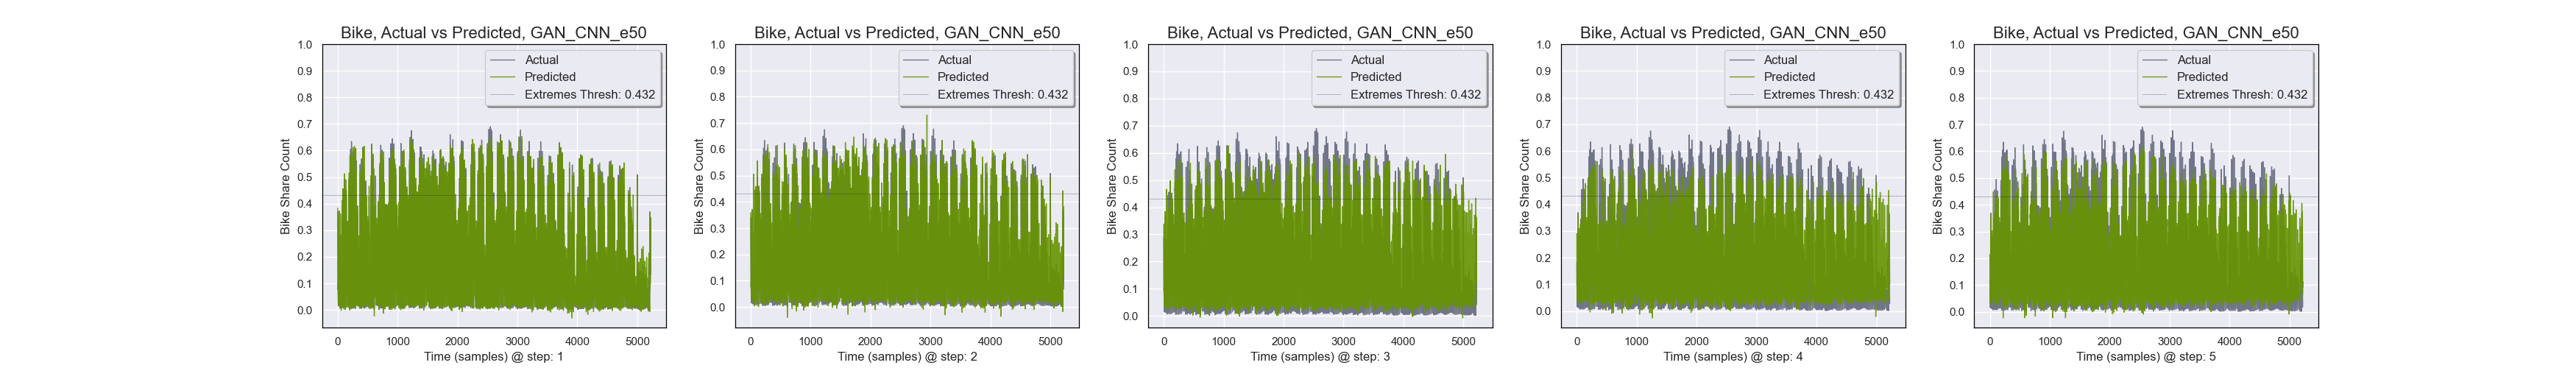 Bike, Actual vs Predicted, GAN_CNN_e50
1.0
0.9
0.8
0.7
0.6
0.5
0.4
0.3
0.2
0.1
0.0
Bike Share Count
Actual
Predicted
Extremes Thresh: 0.432
0 1000 2000 3000 4000 5000
Time (samples) @ step: 1
Bike, Actual vs Predicted, GAN_CNN_e50
1.0
0.9
0.8
0.7
0.6
0.5
0.4
0.3
0.2
0.1
0.0
Bike Share Count
Actual
Predicted
Extremes Thresh: 0.432
0 1000 2000 3000 4000 5000
Time (samples) @ step: 2
Bike, Actual vs Predicted, GAN_CNN_e50
1.0
0.9
0.8
0.7
0.6
0.5
0.4
0.3
0.2
0.1
0.0
Bike Share Count
Actual
Predicted
Extremes Thresh: 0.432
0 1000 2000 3000 4000 5000
Time (samples) @ step: 3
Bike, Actual vs Predicted, GAN_CNN_e50
1.0
0.9
0.8
0.7
0.6
0.5
0.4
0.3
0.2
0.1
0.0
Bike Share Count
Actual
Predicted
Extremes Thresh: 0.432
0 1000 2000 3000 4000 5000
Time (samples) @ step: 4
Bike, Actual vs Predicted, GAN_CNN_e50
1.0
0.9
0.8
0.7
0.6
0.5
0.4
0.3
0.2
0.1
0.0
Bike Share Count
Actual
Predicted
Extremes Thresh: 0.432
0 1000 2000 3000 4000 5000
Time (samples) @ step: 5